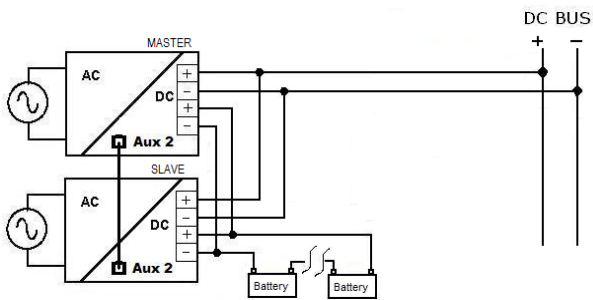 DC BUS
+ −
MASTER
AC
DC
+
−
+
−
Aux 2
SLAVE
AC
DC
+
−
+
−
Aux 2
Battery
Battery